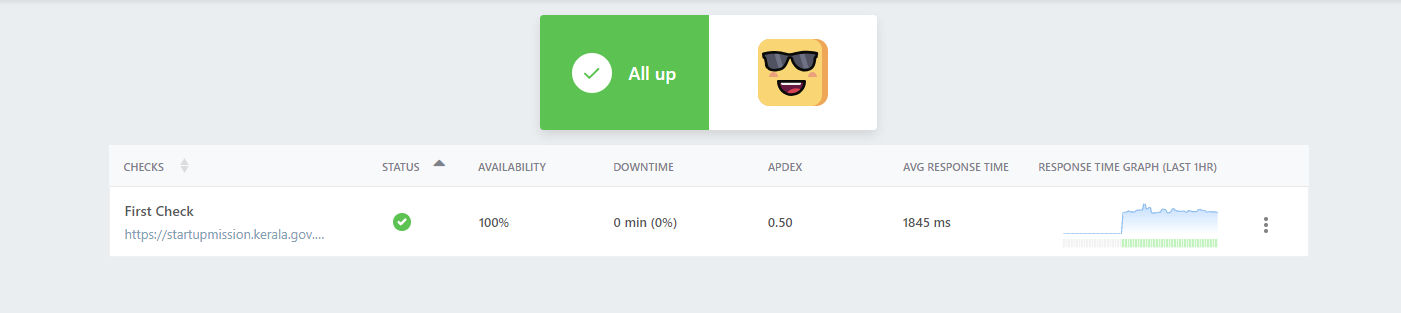 All up
CHECKS STATUS AVAILABILITY DOWNTIME APDEX AVG RESPONSE TIME RESPONSE TIME GRAPH (LAST 1HR)
First Check
100% 0 min (0%) 0.50 1845 ms
https://startupmission.kerala.gov....